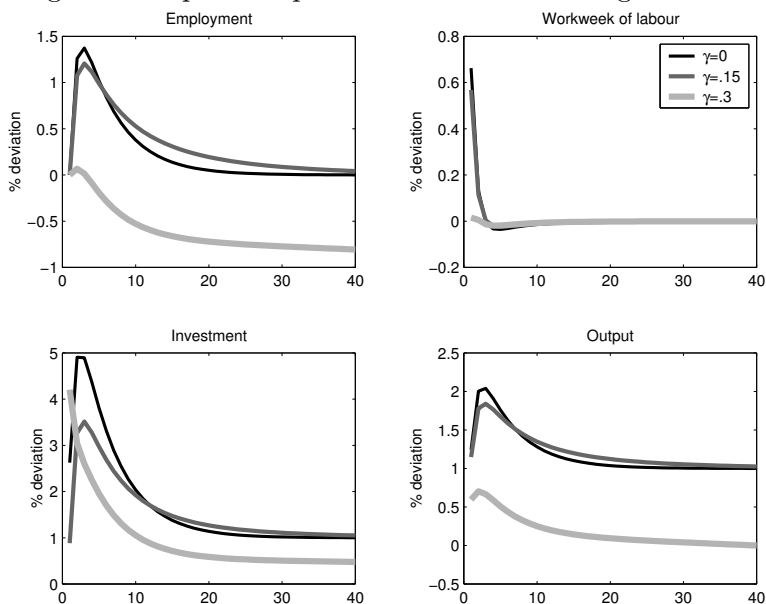 Employment
% deviation
1.5
1
0.5
0
−0.5
−1
0 10 20 30 40
Workweek of labour
% deviation
0.8
0.6
0.4
0.2
0
−0.2
0 10 20 30 40
γ=0
γ=.15
γ=.3
Investment
% deviation
5
4
3
2
1
0
0 10 20 30 40
Output
% deviation
2.5
2
1.5
1
0.5
0
−0.5
0 10 20 30 40